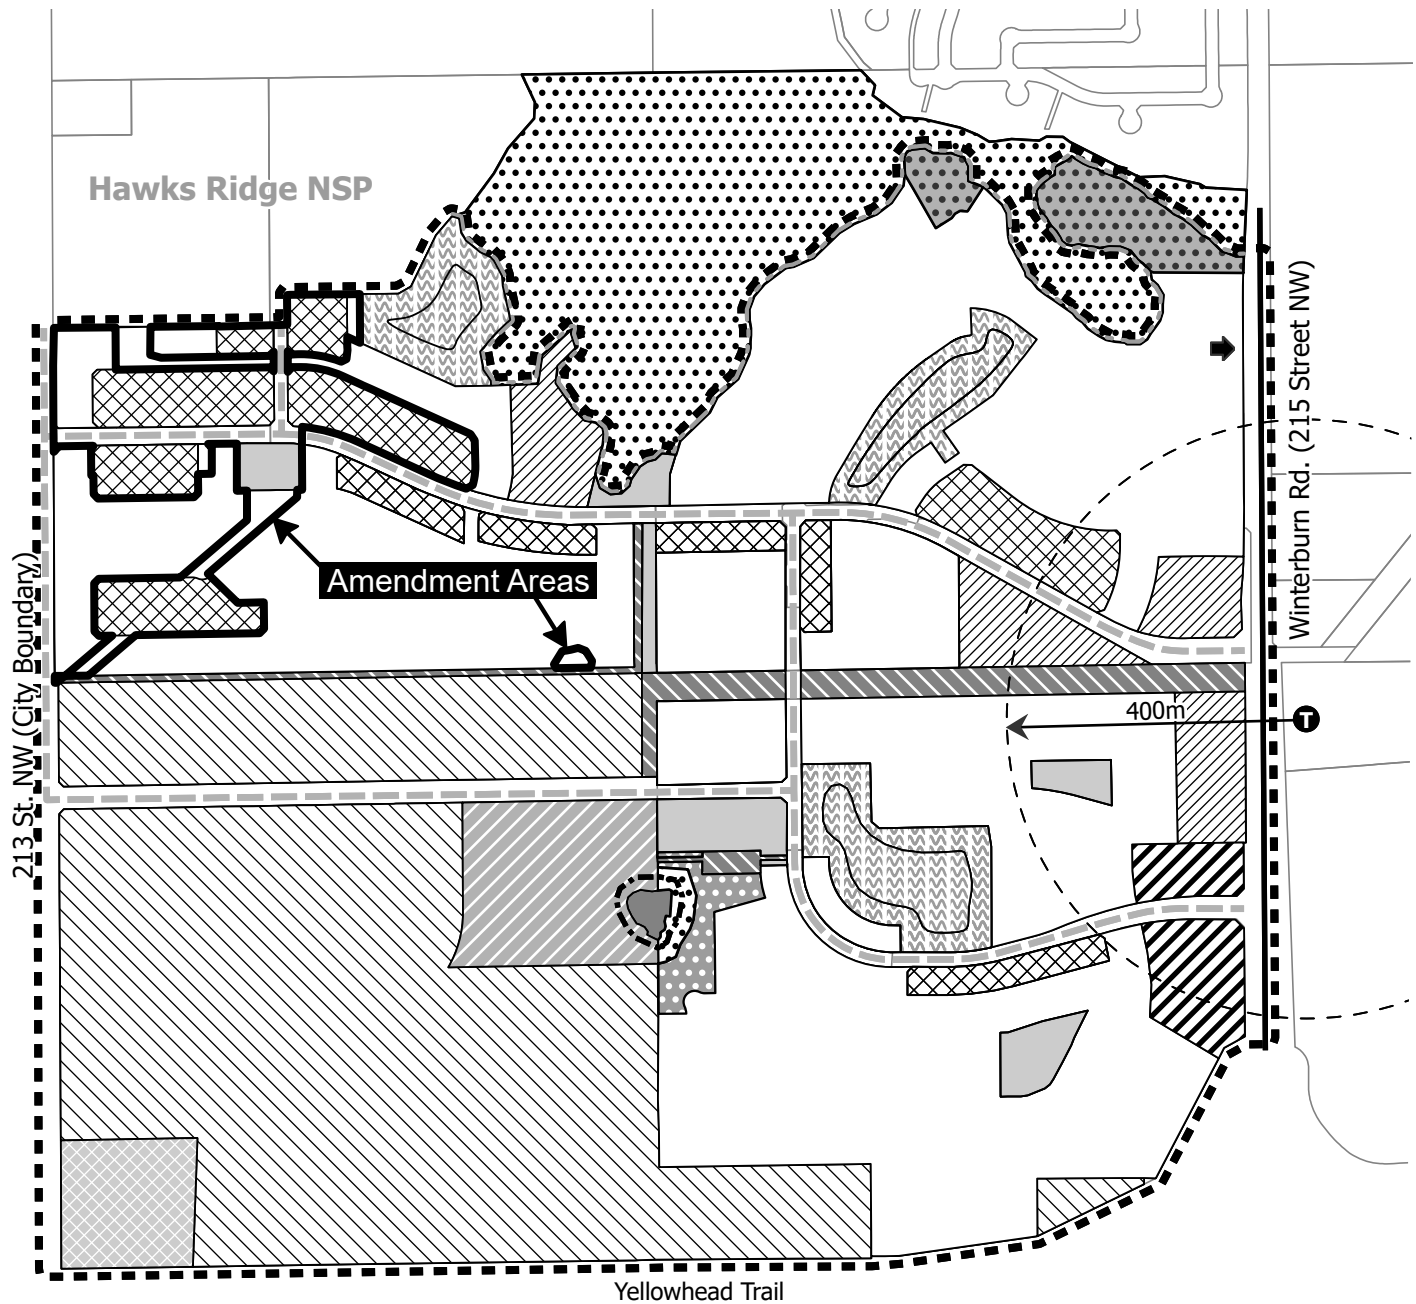 Hawks Ridge NSP
Winterburn Rd. (215 Street NW)
Amendment Areas
213 St. NW (City Boundary)
400m
T
Yellowhead Trail